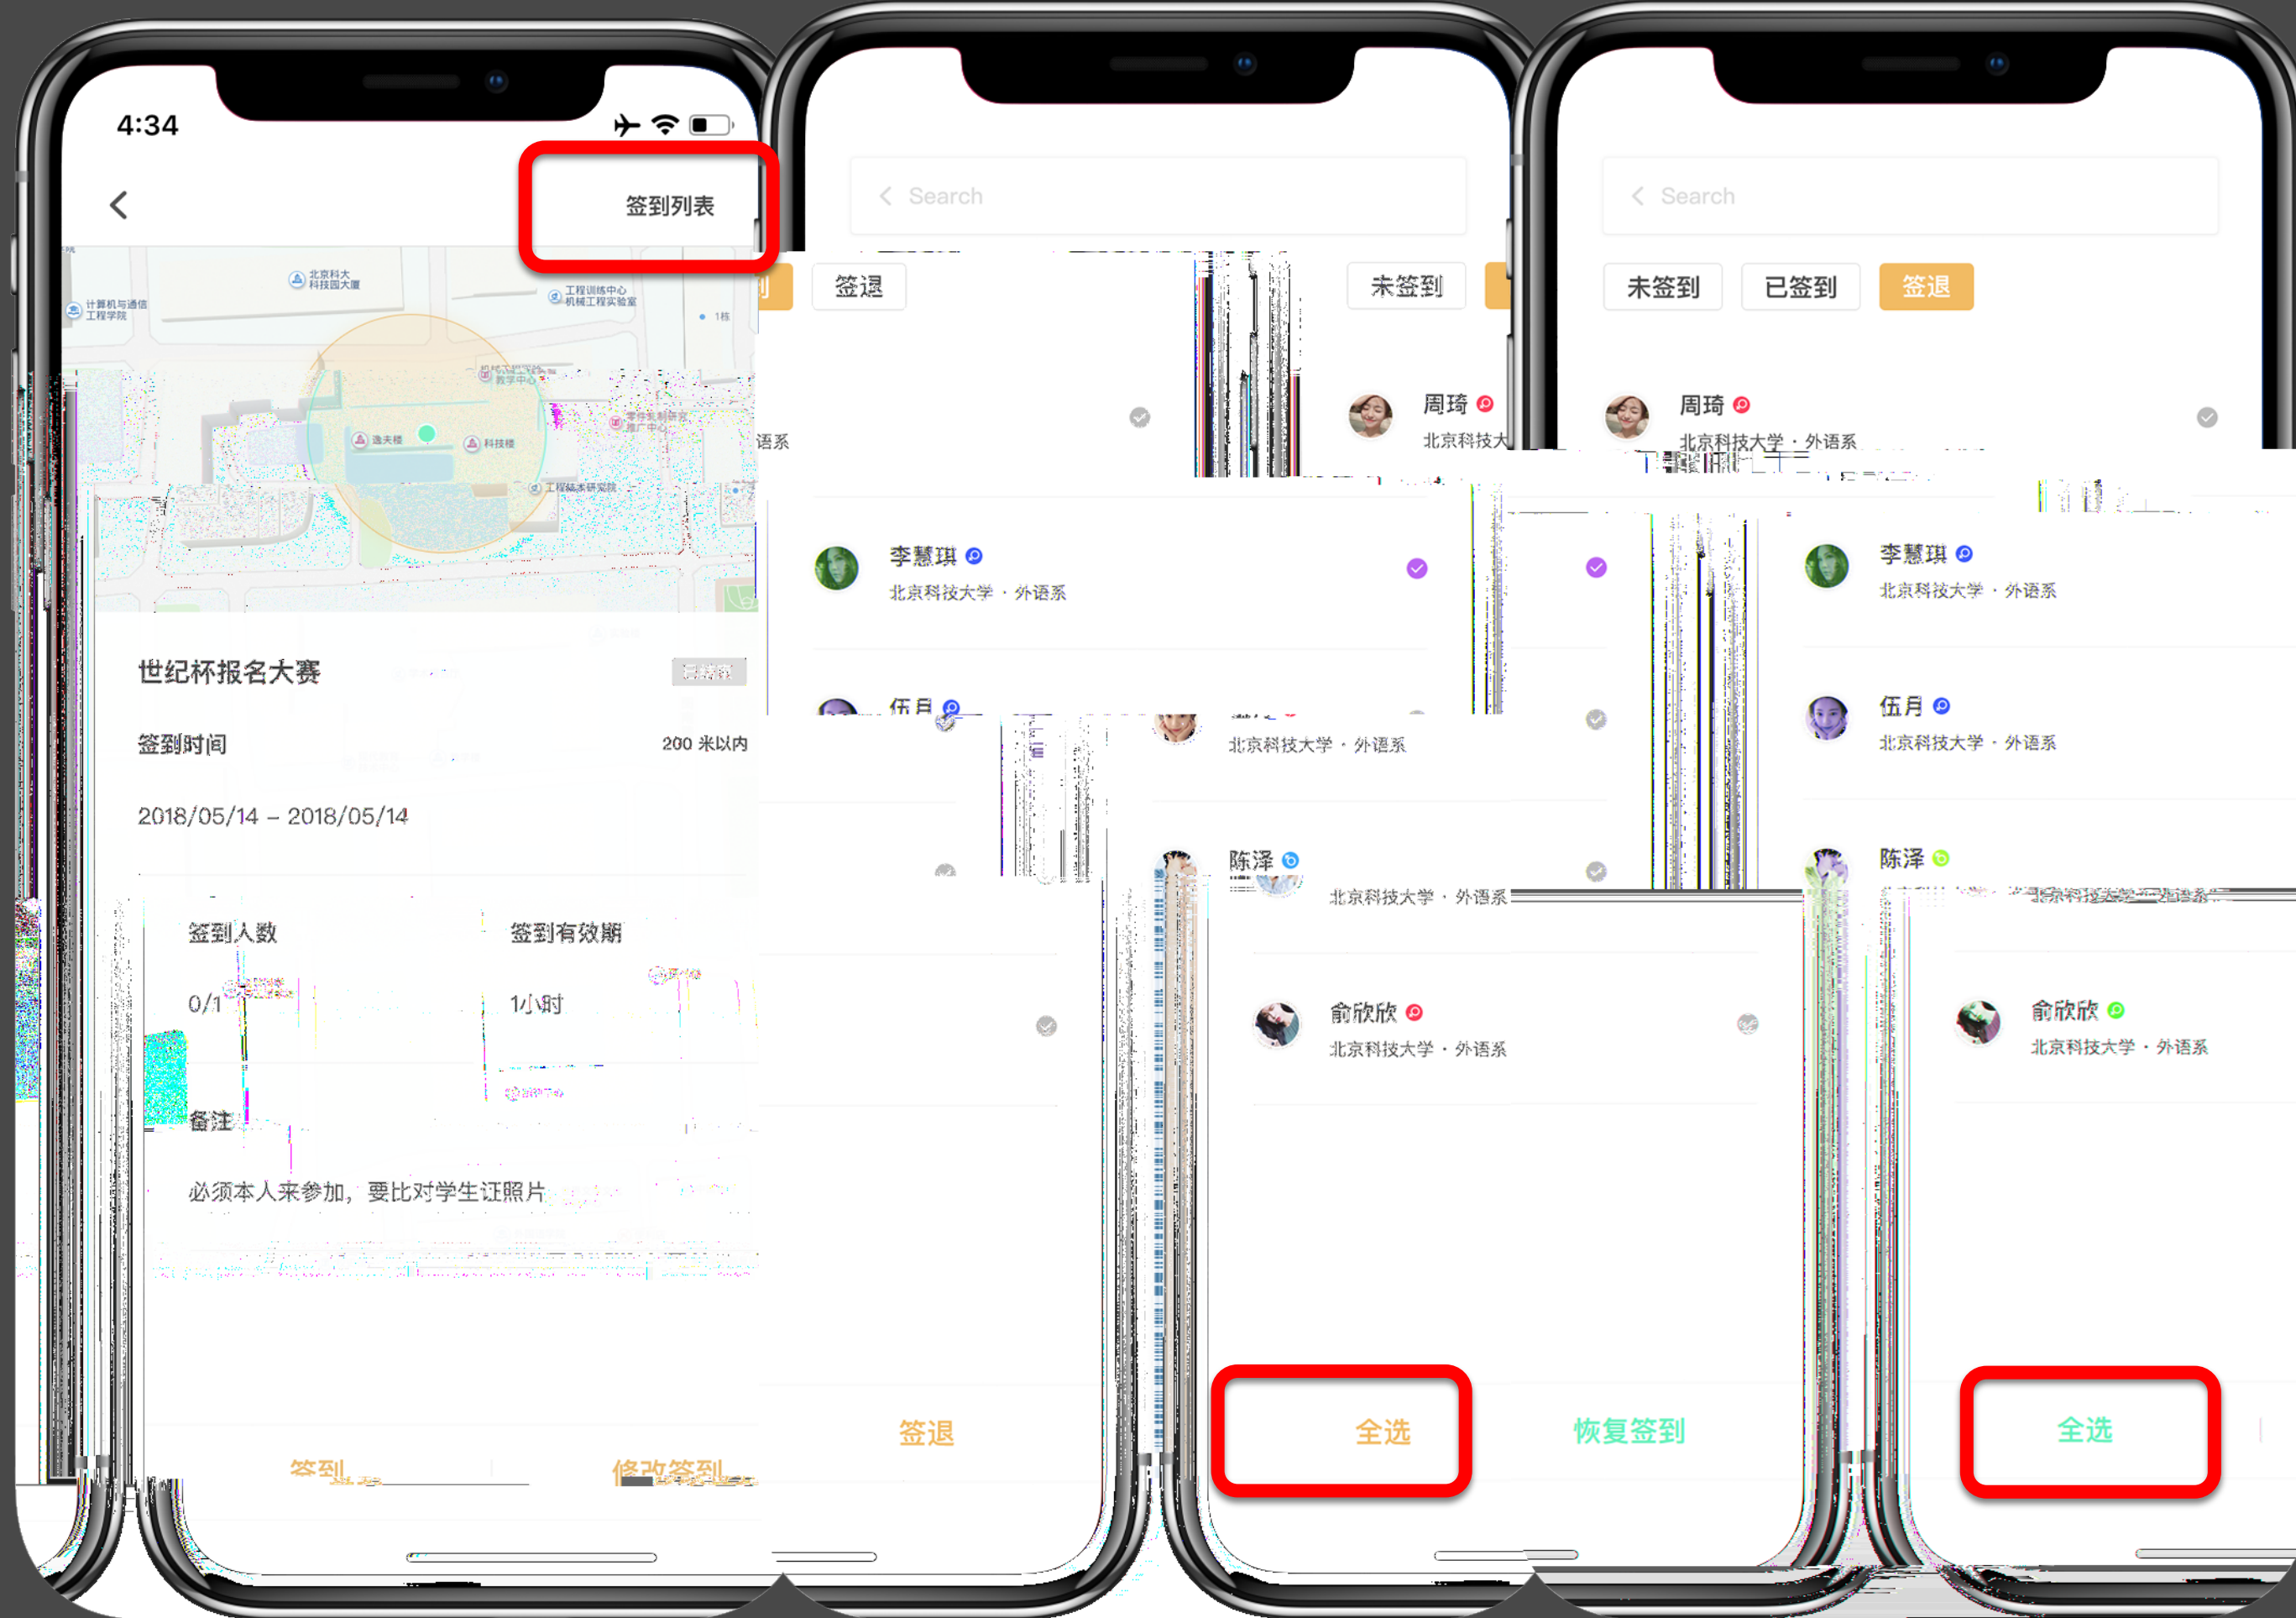 4:34
签到列表
北京科大
科技园大厦
计算机与通信
工程学院
工程训练中心
机械工程实验室
1栋
教学中心
逸夫楼
科技楼
世纪杯报名大赛
签到时间
200 米以内
2018/05/14 – 2018/05/14
签到人数
签到有效期
0/1
1小时
备注
必须本人来参加，要比对学生证照片
签到
修改签到
Search
签退
未签到
语系
周琦
北京科技大
李慧琪
北京科技大学 · 外语系
伍月
北京科技大学 · 外语系
陈泽
北京科技大学 · 外语系
俞欣欣
北京科技大学 · 外语系
签退
全选
Search
未签到
已签到
签退
周琦
北京科技大学 · 外语系
李慧琪
北京科技大学 · 外语系
伍月
北京科技大学 · 外语系
陈泽
俞欣欣
北京科技大学 · 外语系
恢复签到
全选